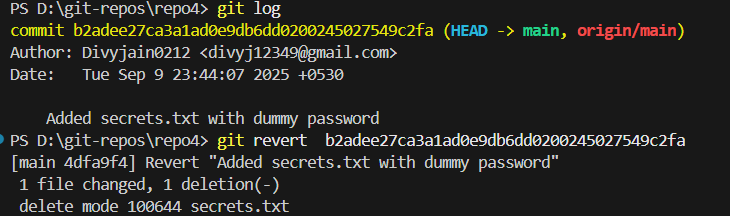 PS D:\git-repos\repo4> git log
commit b2adee27ca3a1ad0e9db6dd0200245027549c2fa (HEAD -> main, origin/main)
Author: Divyjain0212 <divyj12349@gmail.com>
Date:   Tue Sep 9 23:44:07 2025 +0530

    Added secrets.txt with dummy password
PS D:\git-repos\repo4> git revert  b2adee27ca3a1ad0e9db6dd0200245027549c2fa
[main 4dfa9f4] Revert "Added secrets.txt with dummy password"
 1 file changed, 1 deletion(-)
 delete mode 100644 secrets.txt